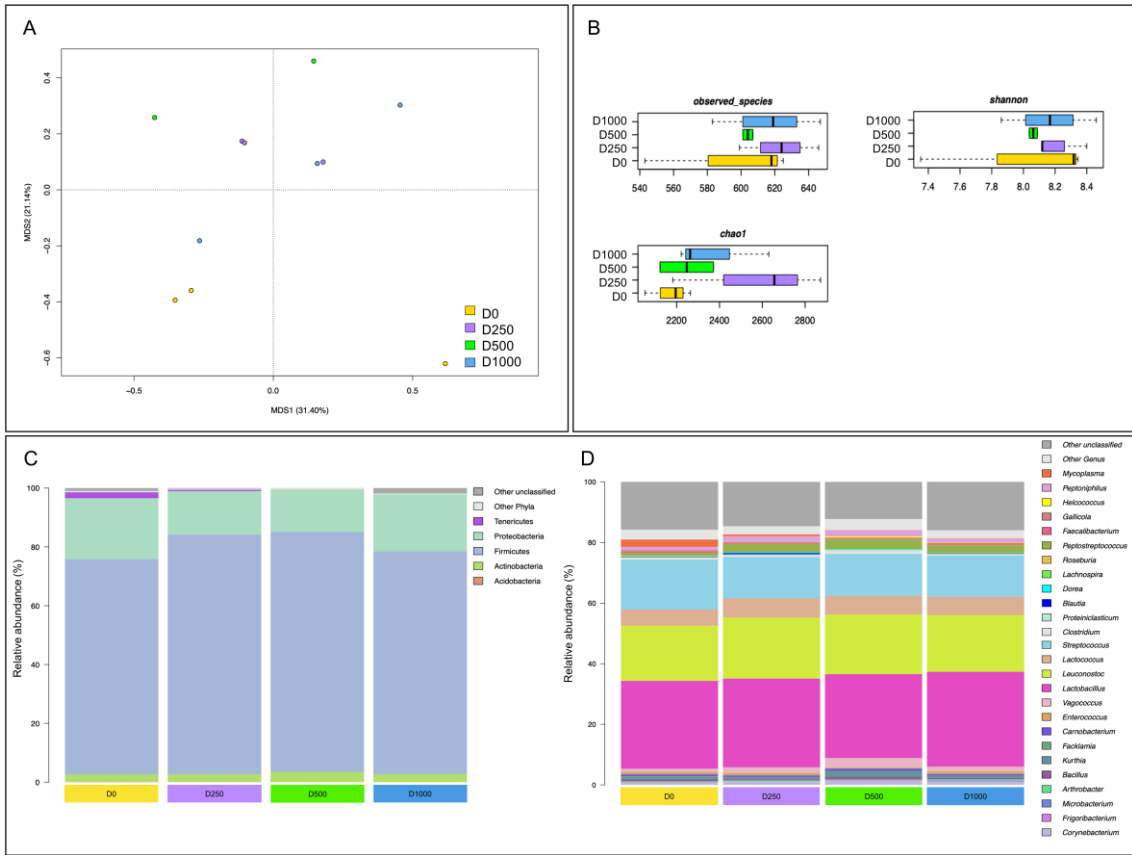 A
0.4
0.2
0.0
−0.2
−0.4
−0.6
MDS2 (21.14%)
−0.5
0.0
0.5
MDS1 (31.40%)
D0
D250
D500
D1000
B
observed_species
D1000
D500
D250
D0
540 560 580 600 620 640
shannon
D1000
D500
D250
D0
7.4 7.6 7.8 8.0 8.2 8.4
chao1
D1000
D500
D250
D0
2200 2400 2600 2800
C
Relative abundance (%)
100
80
60
40
20
0
D0 D250 D500 D1000
Other unclassified
Other Phyla
Tenericutes
Proteobacteria
Firmicutes
Actinobacteria
Acidobacteria
D
Relative abundance (%)
100
80
60
40
20
0
D0 D250 D500 D1000
Other unclassified
Other Genus
Mycoplasma
Peptoniphilus
Helcococcus
Gallicola
Faecalibacterium
Peptostreptococcus
Roseburia
Lachnospira
Dorea
Blautia
Proteiniclasticum
Clostridium
Streptococcus
Lactococcus
Leuconostoc
Lactobacillus
Vagococcus
Enterococcus
Carnobacterium
Facklamia
Kurthia
Bacillus
Arthrobacter
Microbacterium
Frigoribacterium
Corynebacterium